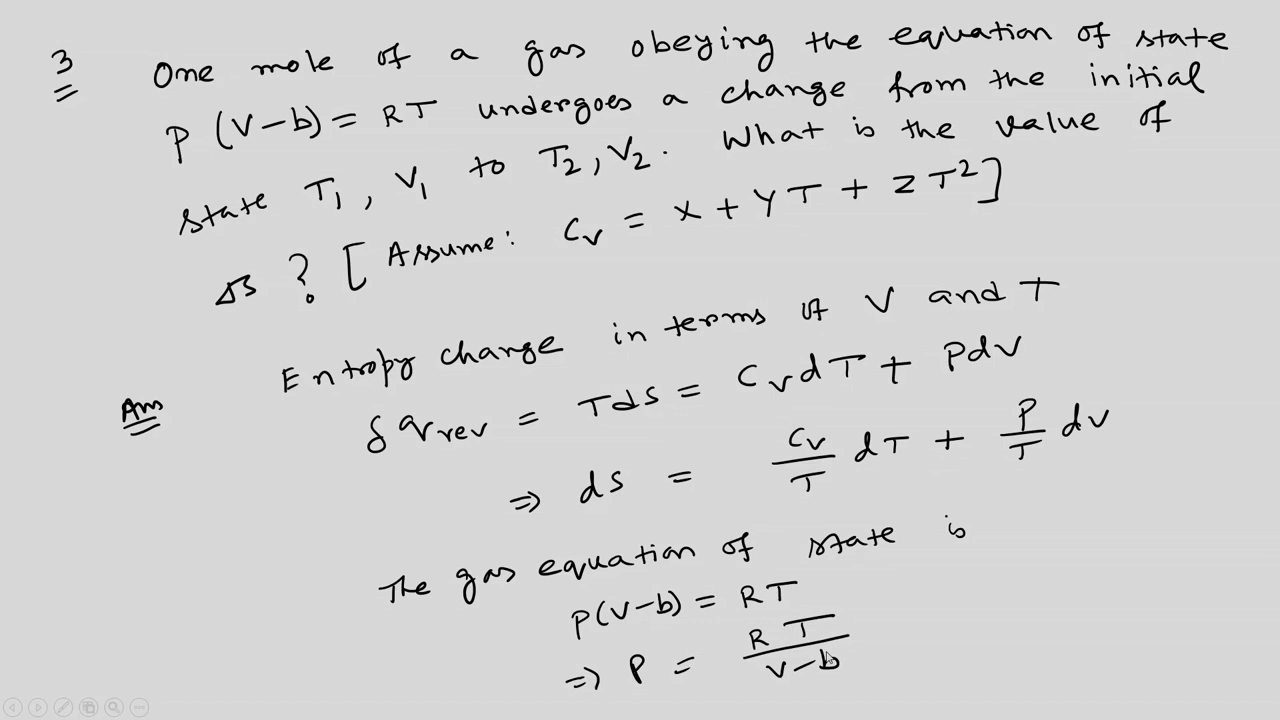 3 One mole of a gas obeying the equation of state
P (V-b) = RT undergoes a change from the initial
state T₁, V₁ to T₂, V₂. What is the value of
ΔS ? [Assume: Cv = X + YT + ZT²]
Ans Entropy change in terms of V and T
δqrev = TdS = CvdT + PdV
⇒ dS = Cv/T dT + P/T dV
The gas equation of state is
P(V-b) = RT
⇒ P = RT/V-b